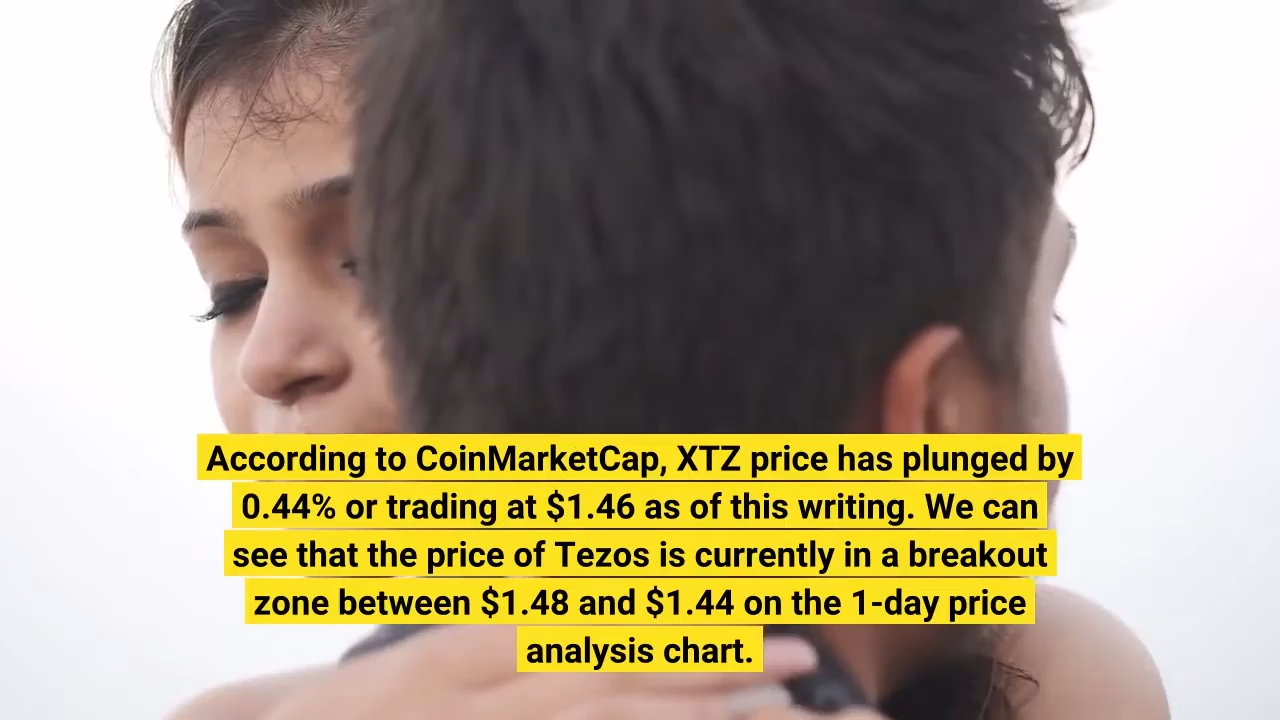 According to CoinMarketCap, XTZ price has plunged by
0.44% or trading at $1.46 as of this writing. We can
see that the price of Tezos is currently in a breakout
zone between $1.48 and $1.44 on the 1-day price
analysis chart.